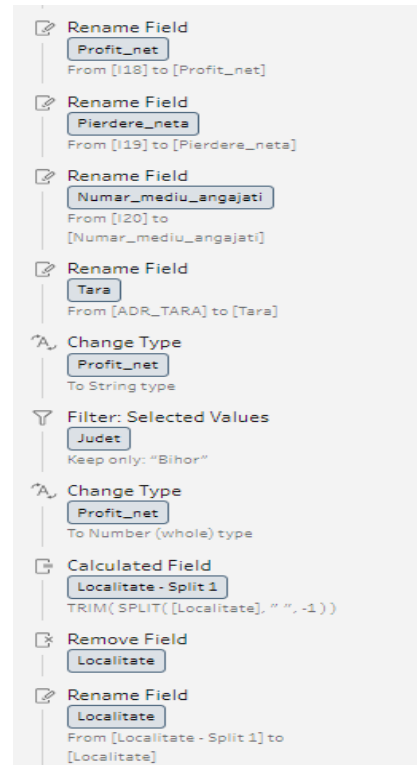 Rename Field
Profit_net
From [I18] to [Profit_net]
Rename Field
Pierdere_neta
From [I19] to [Pierdere_neta]
Rename Field
Numar_mediu_angajati
From [I20] to
[Numar_mediu_angajati]
Rename Field
Tara
From [ADR_TARA] to [Tara]
Change Type
Profit_net
To String type
Filter: Selected Values
Judet
Keep only: "Bihor"
Change Type
Profit_net
To Number (whole) type
Calculated Field
Localitate - Split 1
TRIM( SPLIT( [Localitate], " ", -1 ) )
Remove Field
Localitate
Rename Field
Localitate
From [Localitate - Split 1] to
[Localitate]